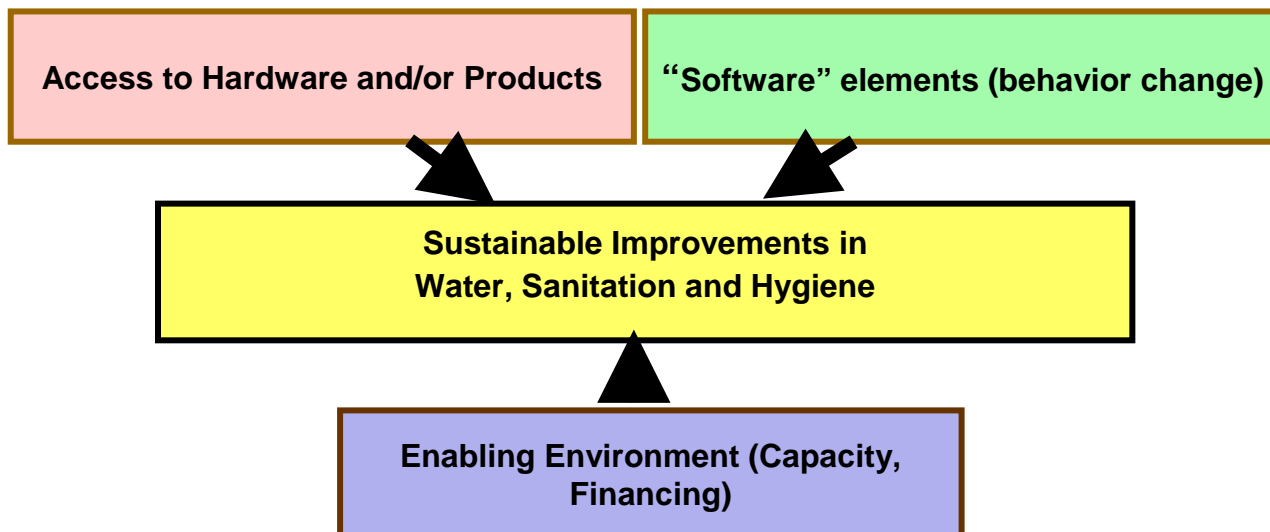 Access to Hardware and/or Products
“Software” elements (behavior change)
Sustainable Improvements in
Water, Sanitation and Hygiene
Enabling Environment (Capacity,
Financing)